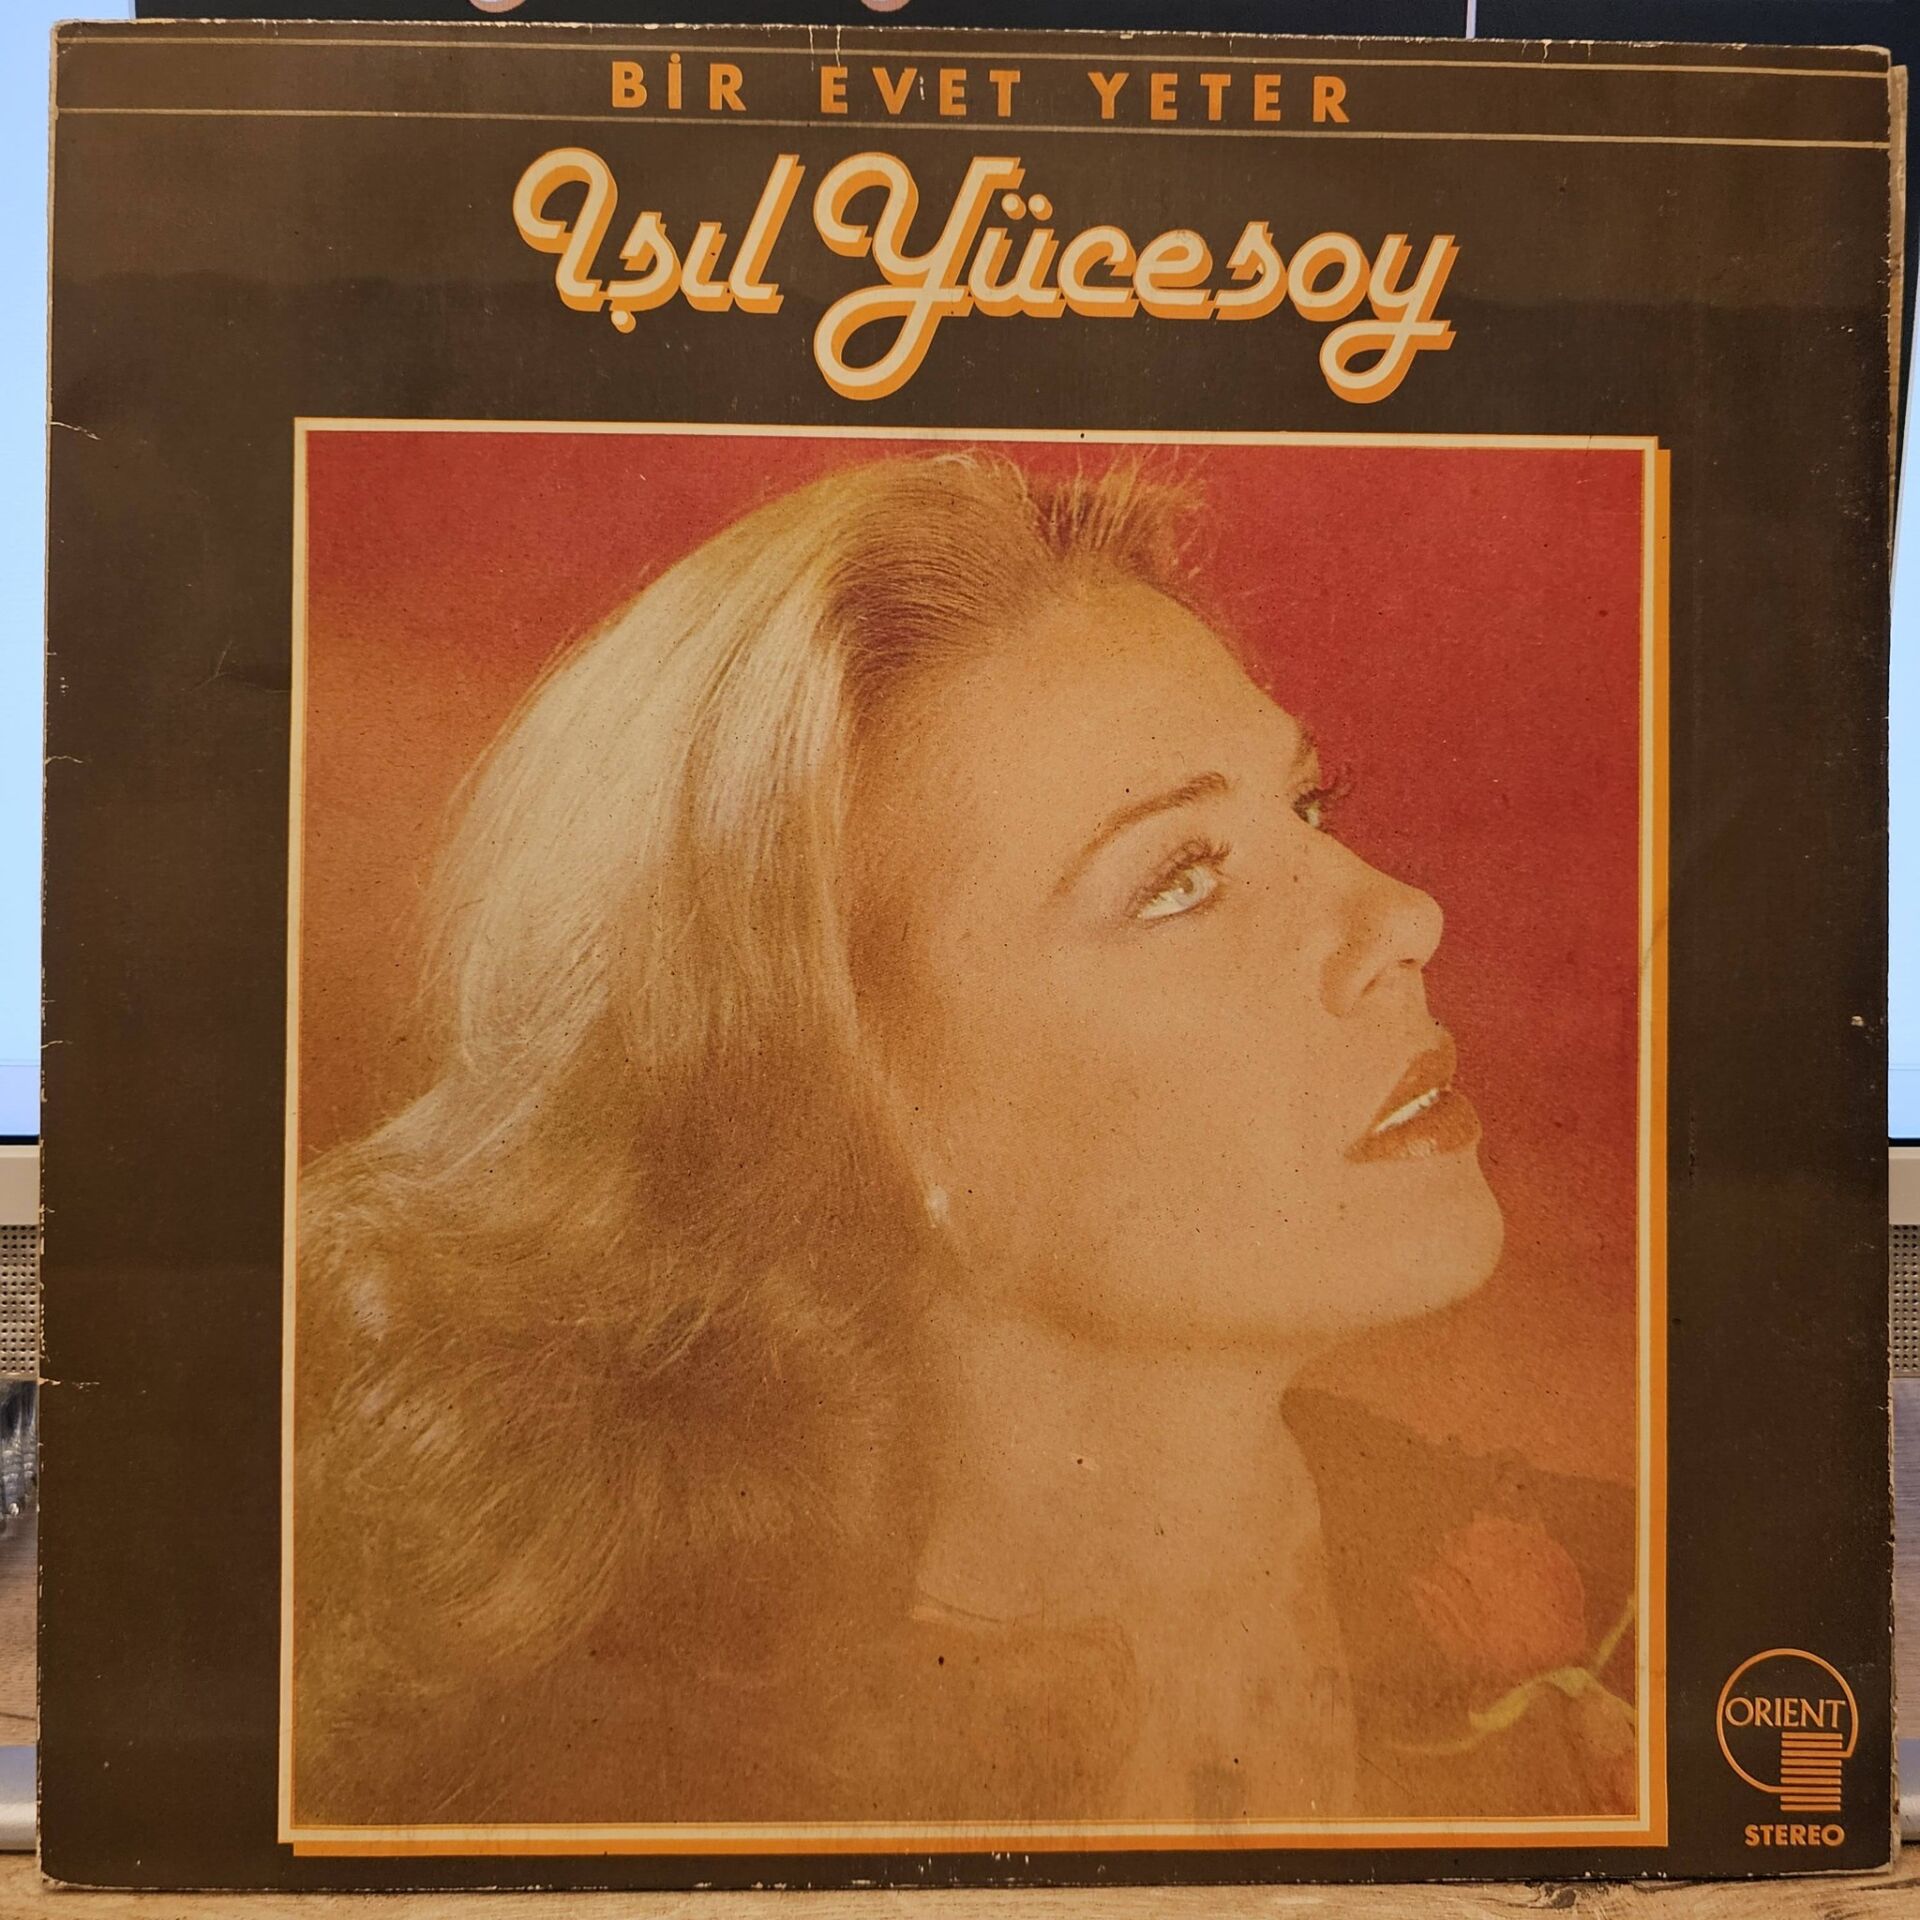 BİR EVET YETER
Işıl Yücesoy
ORIENT
STEREO